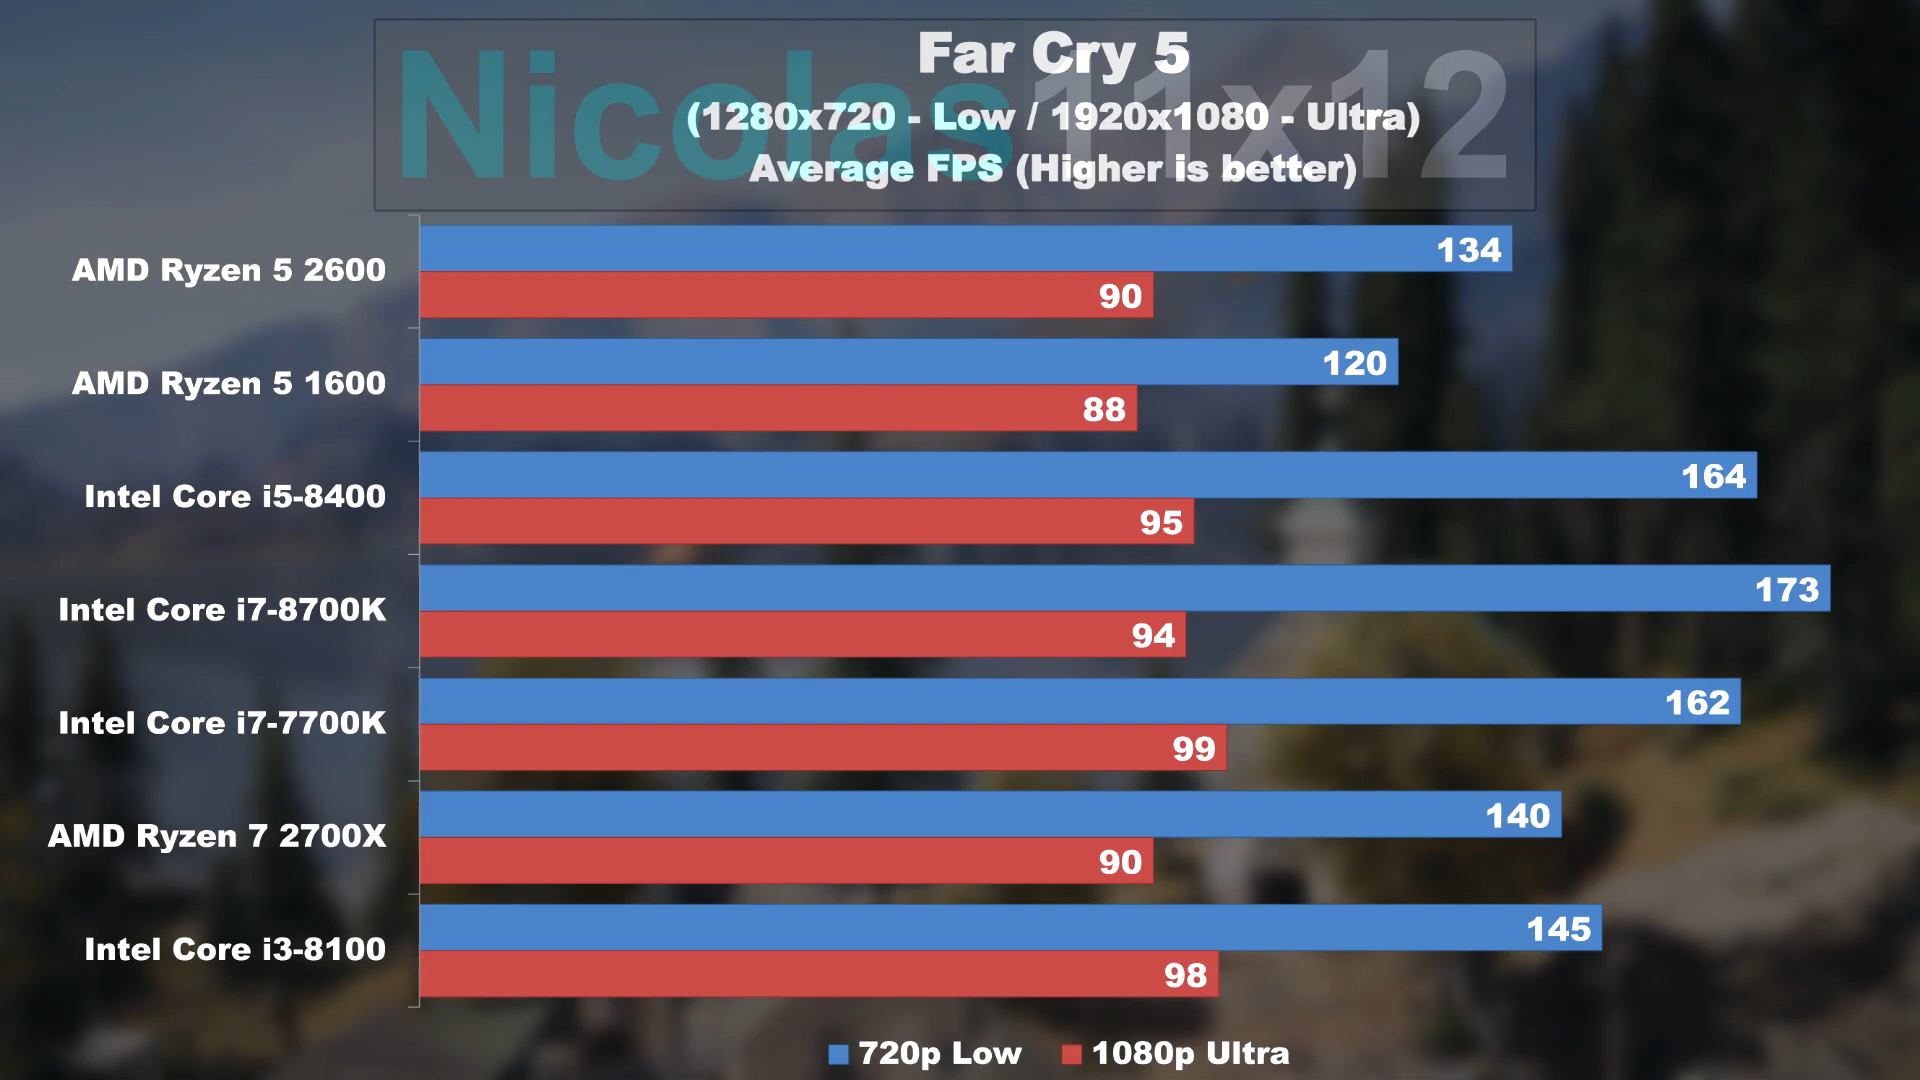 Nicolas11x12
Far Cry 5
(1280x720 - Low / 1920x1080 - Ultra)
Average FPS (Higher is better)
AMD Ryzen 5 2600
134
90
AMD Ryzen 5 1600
120
88
Intel Core i5-8400
164
95
Intel Core i7-8700K
173
94
Intel Core i7-7700K
162
99
AMD Ryzen 7 2700X
140
90
Intel Core i3-8100
145
98
720p Low 1080p Ultra